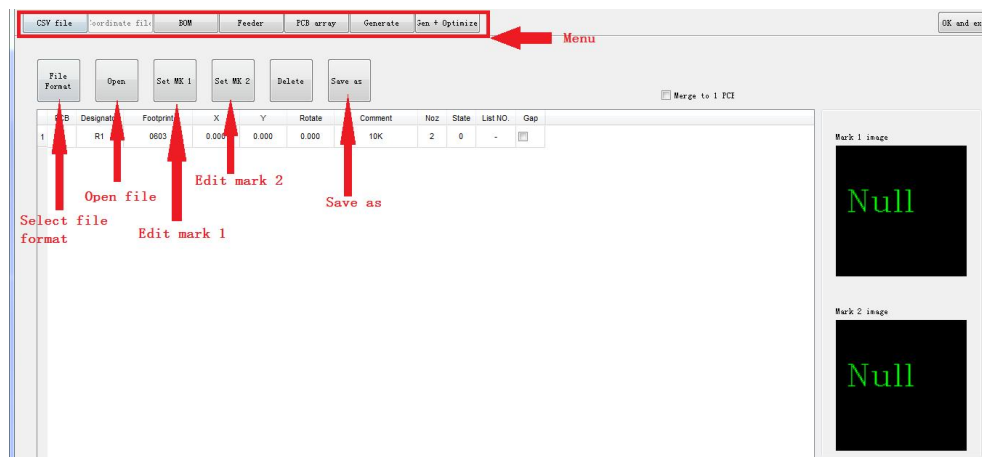 CSV file Coordinate file BOM Feeder PCB array Generate Gen + Optimize OK and ex
Menu
File Format Open Set MK 1 Set MK 2 Delete Save as
Merge to 1 PCB
PCB Designator Footprint X Y Rotate Comment Noz State List NO. Gap
1 R1 0603 0.000 0.000 0.000 10K 2 0 -
Mark 1 image
Null
Edit mark 2
Open file
Save as
Select file
format
Edit mark 1
Mark 2 image
Null